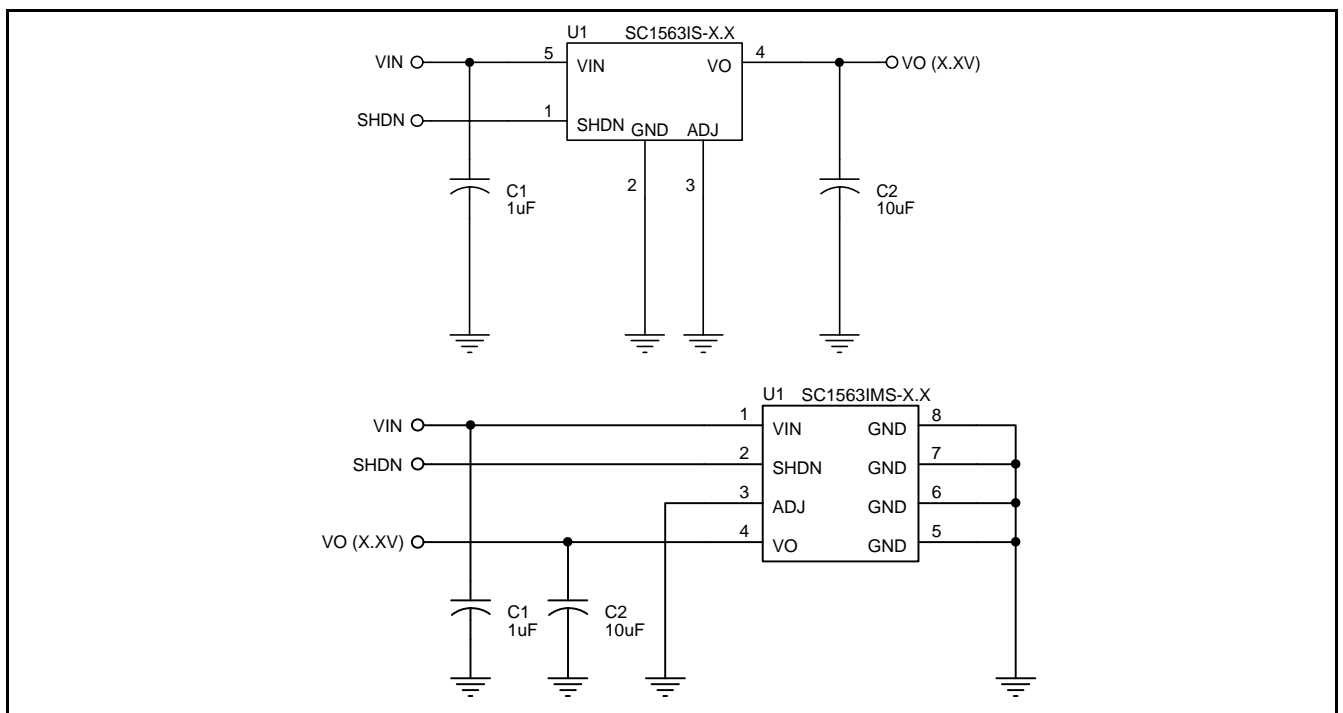 U1 SC1563IS-X.X
VIN 5 VIN VO 4 VO (X.XV)
SHDN 1 SHDN GND ADJ
2 3
C1 C2
1uF 10uF
U1 SC1563IMS-X.X
VIN 1 VIN GND 8
SHDN 2 SHDN GND 7
3 ADJ GND 6
VO (X.XV) 4 VO GND 5
C1 C2
1uF 10uF